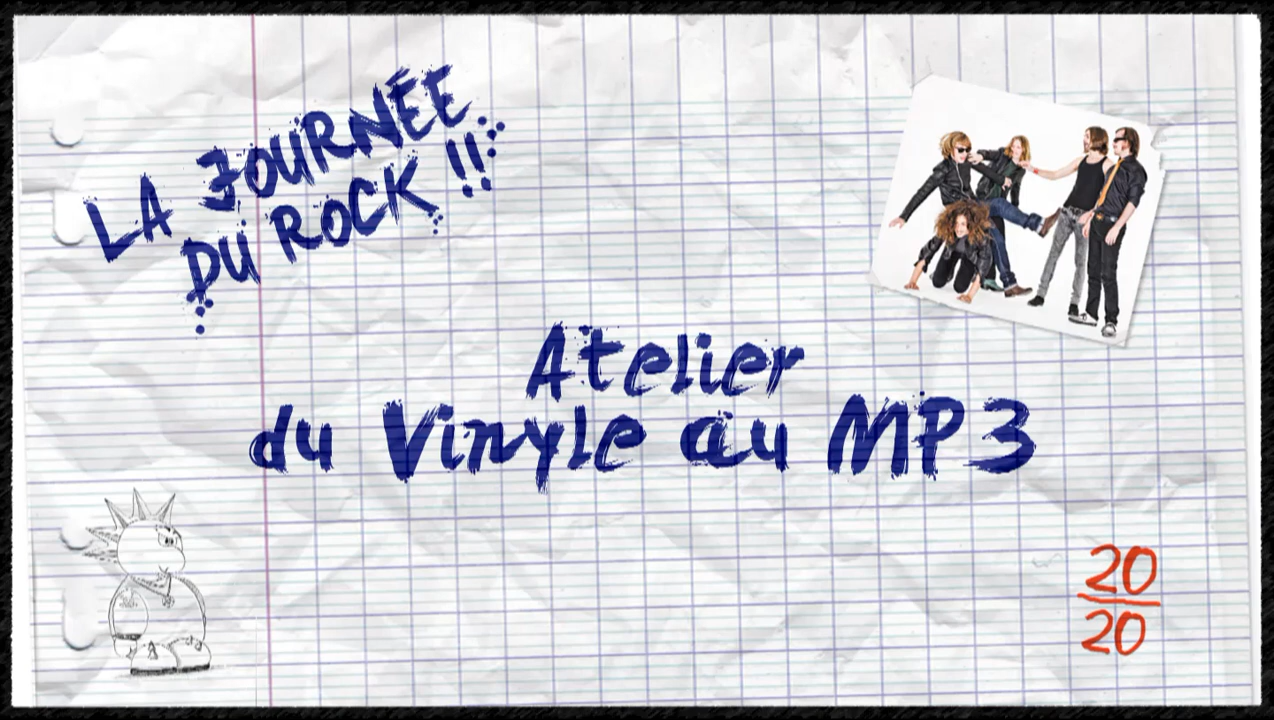 LA JOURNÉE
DU ROCK !!
Atelier
du Vinyle au MP3
20
20